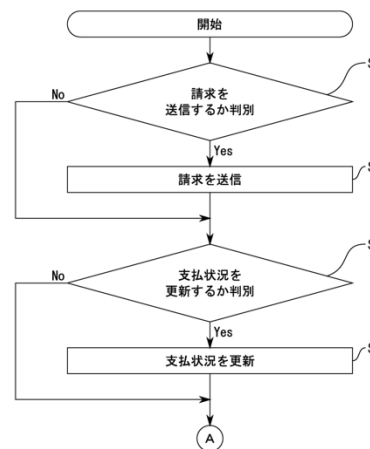 開始
S
No
請求を
送信するか判別
Yes
S
請求を送信
S
No
支払状況を
更新するか判別
Yes
S
支払状況を更新
A